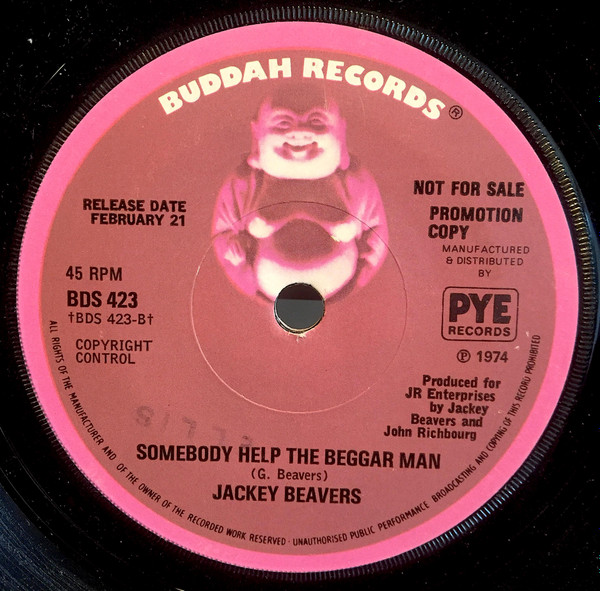 BUDDAH RECORDS®
RELEASE DATE
FEBRUARY 21
NOT FOR SALE
PROMOTION
COPY
MANUFACTURED
& DISTRIBUTED
BY
PYE
RECORDS
℗ 1974
45 RPM
BDS 423
†BDS 423-B†
COPYRIGHT
CONTROL
Produced for
JR Enterprises
by Jackey
Beavers and
John Richbourg
SOMEBODY HELP THE BEGGAR MAN
(G. Beavers)
JACKEY BEAVERS
ALL RIGHTS OF THE MANUFACTURER AND OF THE OWNER OF THE RECORDED WORK RESERVED · UNAUTHORISED PUBLIC PERFORMANCE BROADCASTING AND COPYING OF THIS RECORD PROHIBITED